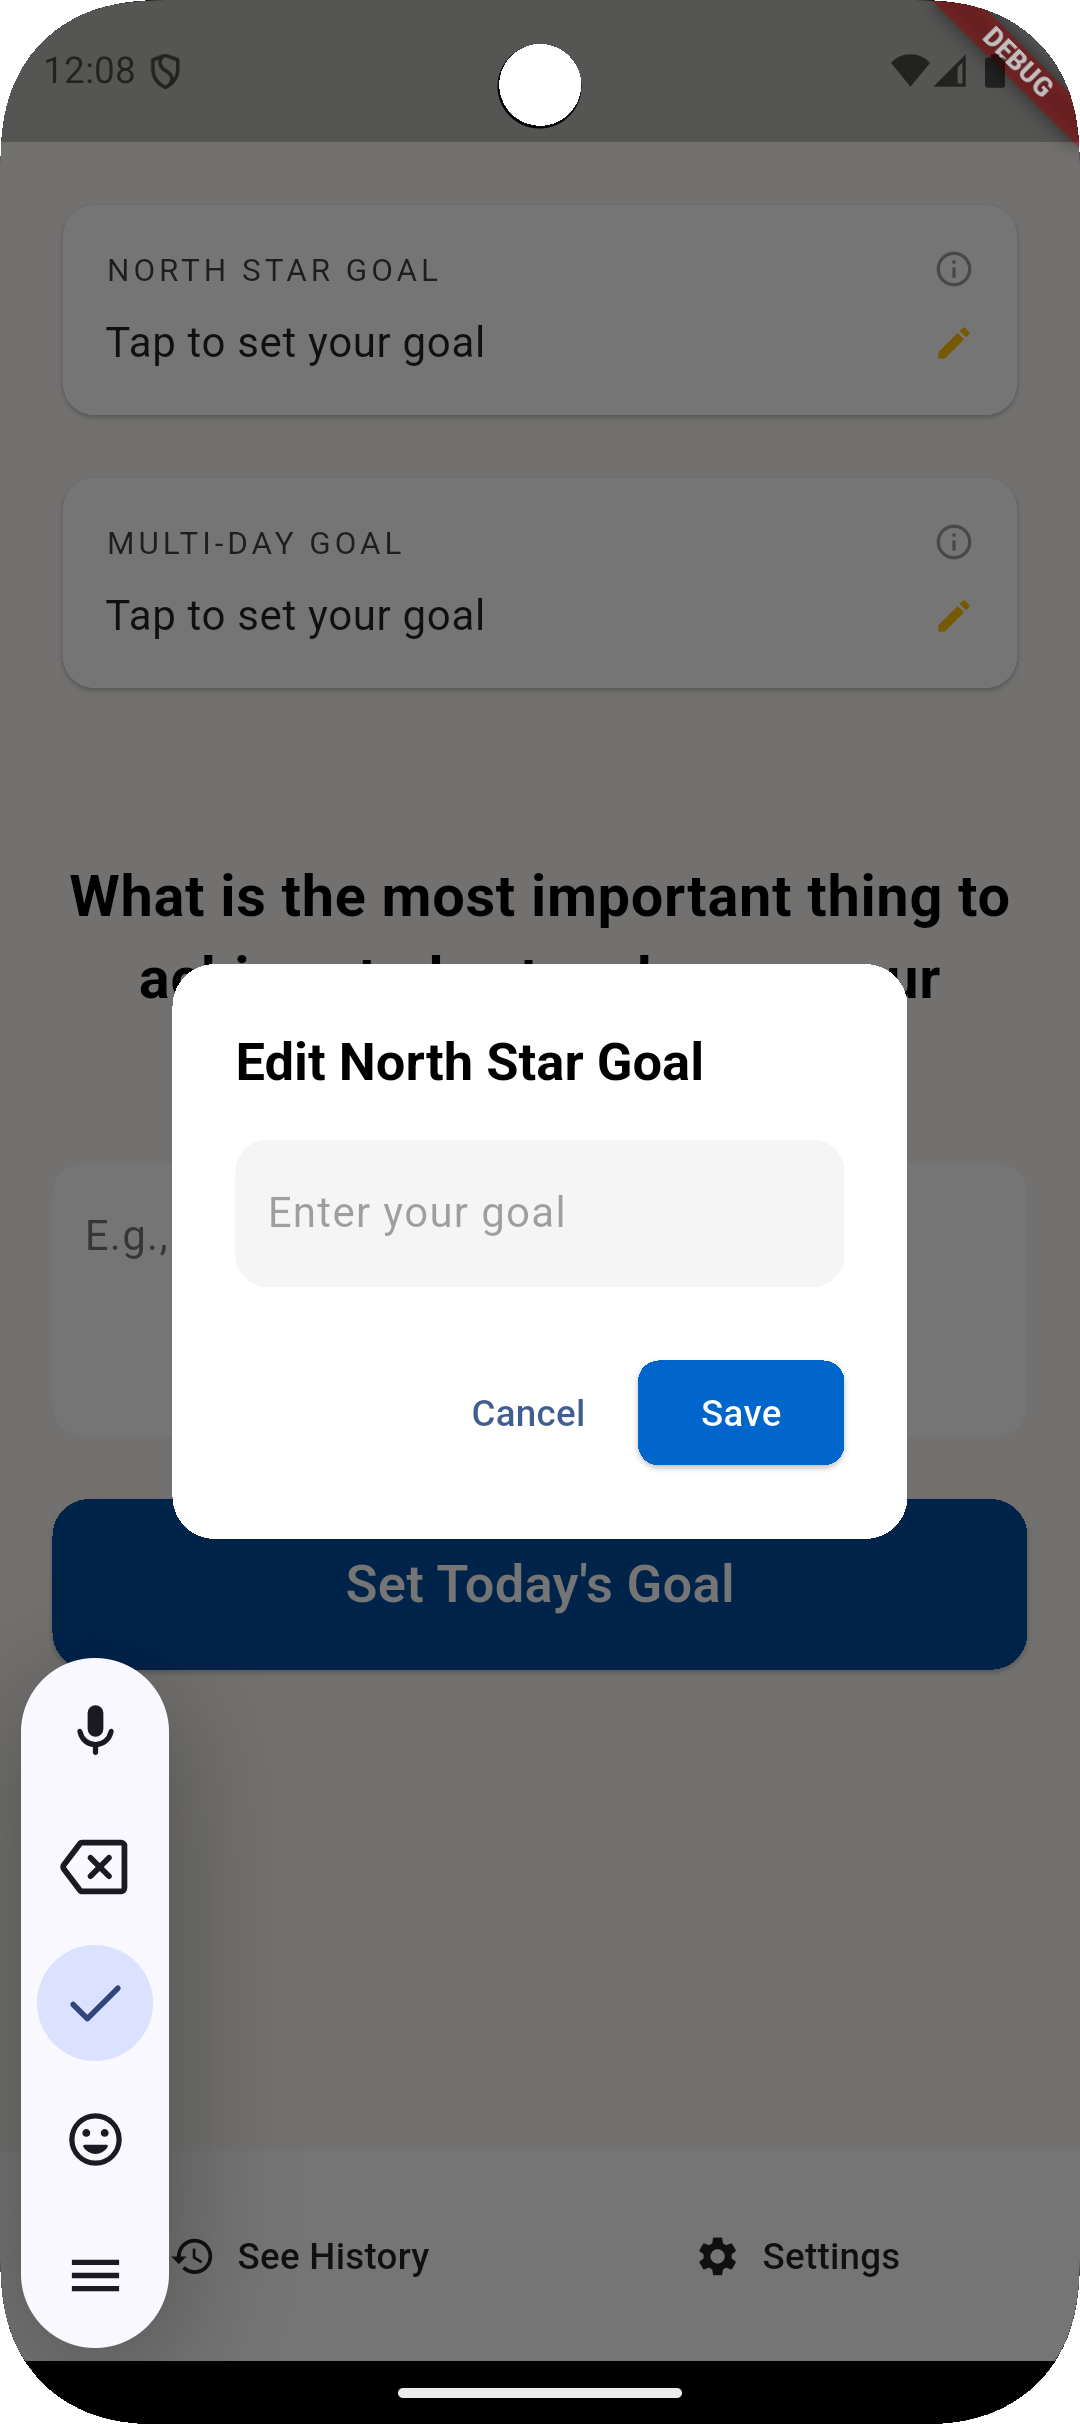 12:08
DEBUG
NORTH STAR GOAL
Tap to set your goal
MULTI-DAY GOAL
Tap to set your goal
What is the most important thing to
Edit North Star Goal
Enter your goal
E.g.,
Cancel
Save
Set Today's Goal
See History
Settings